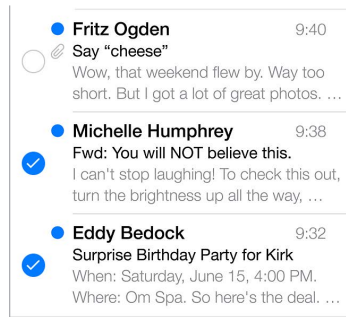 Fritz Ogden 9:40
Say “cheese”
Wow, that weekend flew by. Way too
short. But I got a lot of great photos. …
Michelle Humphrey 9:38
Fwd: You will NOT believe this.
I can't stop laughing! To check this out,
turn the brightness up all the way, …
Eddy Bedock 9:32
Surprise Birthday Party for Kirk
When: Saturday, June 15, 4:00 PM.
Where: Om Spa. So here's the deal. …